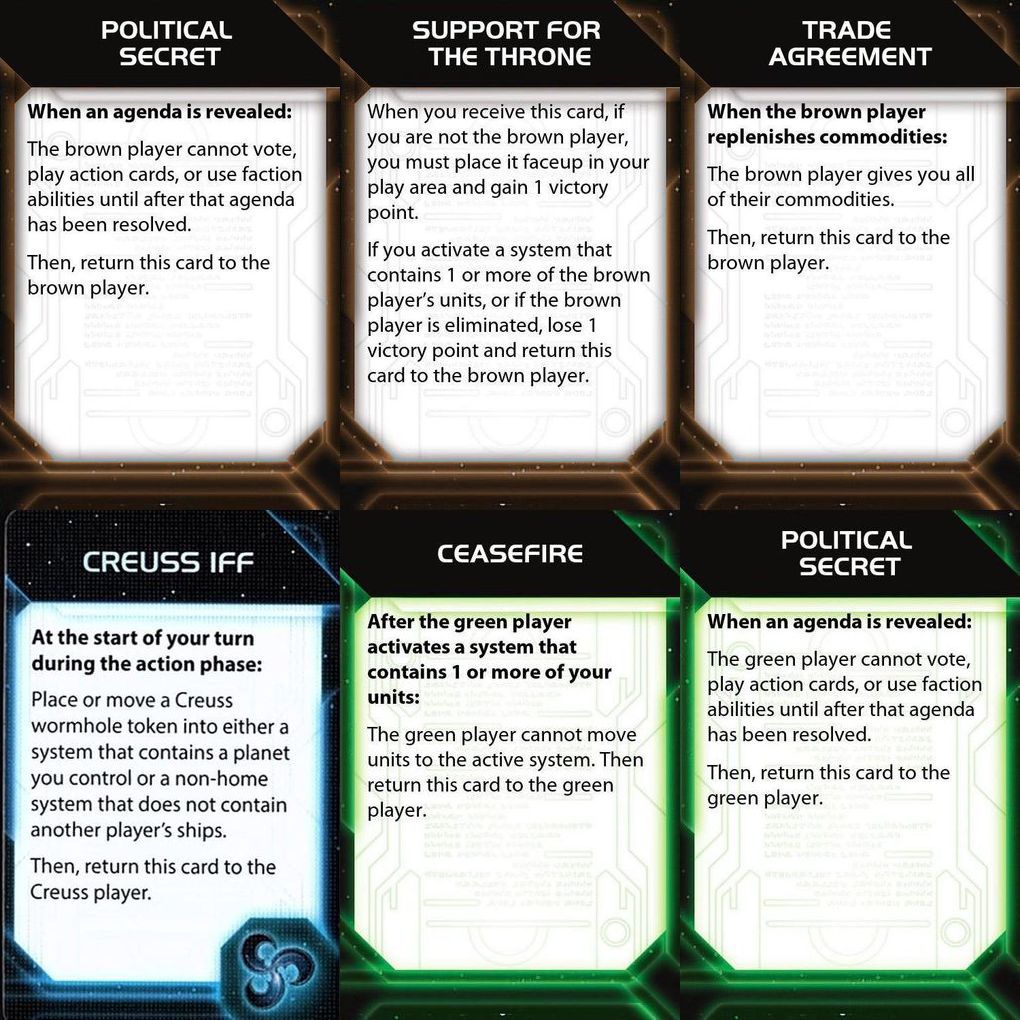 POLITICAL
SECRET
When an agenda is revealed:
The brown player cannot vote,
play action cards, or use faction
abilities until after that agenda
has been resolved.
Then, return this card to the
brown player.
SUPPORT FOR
THE THRONE
When you receive this card, if
you are not the brown player,
you must place it faceup in your
play area and gain 1 victory
point.
If you activate a system that
contains 1 or more of the brown
player’s units, or if the brown
player is eliminated, lose 1
victory point and return this
card to the brown player.
TRADE
AGREEMENT
When the brown player
replenishes commodities:
The brown player gives you all
of their commodities.
Then, return this card to the
brown player.
CREUSS IFF
At the start of your turn
during the action phase:
Place or move a Creuss
wormhole token into either a
system that contains a planet
you control or a non-home
system that does not contain
another player’s ships.
Then, return this card to the
Creuss player.
CEASEFIRE
After the green player
activates a system that
contains 1 or more of your
units:
The green player cannot move
units to the active system. Then
return this card to the green
player.
POLITICAL
SECRET
When an agenda is revealed:
The green player cannot vote,
play action cards, or use faction
abilities until after that agenda
has been resolved.
Then, return this card to the
green player.